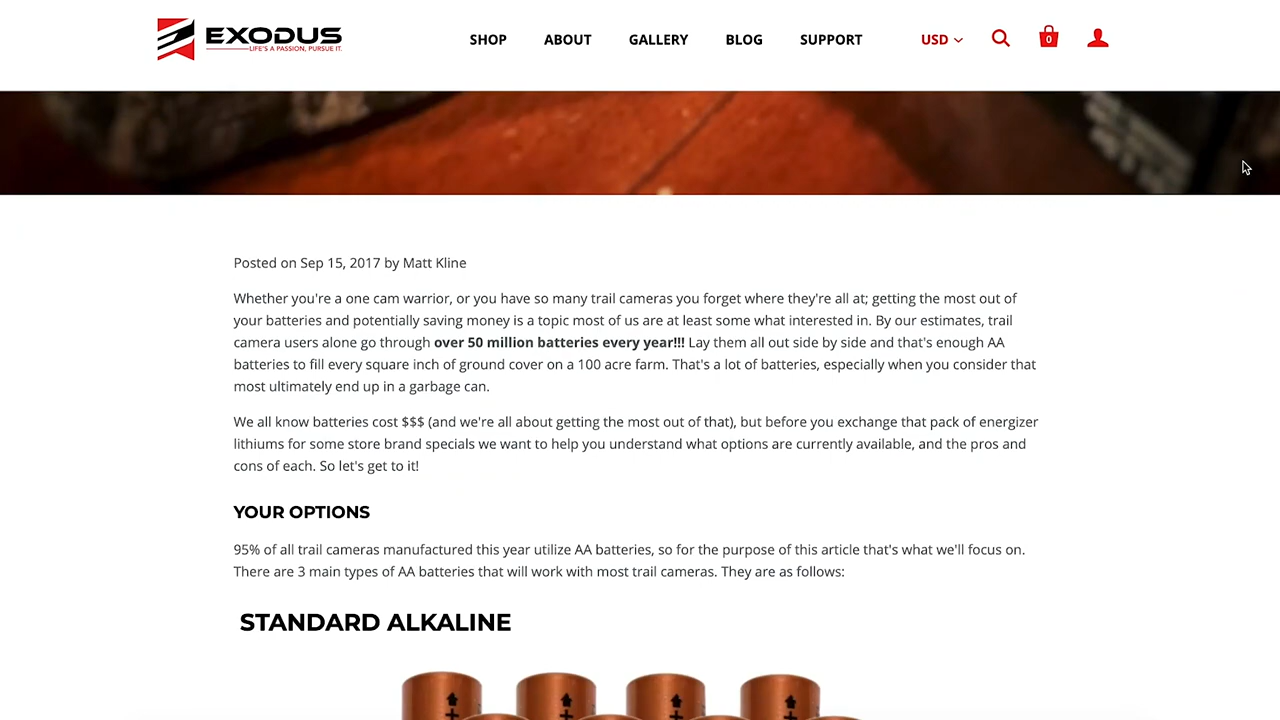 EXODUS
LIFE'S A PASSION, PURSUE IT.
SHOP ABOUT GALLERY BLOG SUPPORT USD 0
Posted on Sep 15, 2017 by Matt Kline
Whether you're a one cam warrior, or you have so many trail cameras you forget where they're all at; getting the most out of
your batteries and potentially saving money is a topic most of us are at least some what interested in. By our estimates, trail
camera users alone go through over 50 million batteries every year!!! Lay them all out side by side and that's enough AA
batteries to fill every square inch of ground cover on a 100 acre farm. That's a lot of batteries, especially when you consider that
most ultimately end up in a garbage can.
We all know batteries cost $$$ (and we're all about getting the most out of that), but before you exchange that pack of energizer
lithiums for some store brand specials we want to help you understand what options are currently available, and the pros and
cons of each. So let's get to it!
YOUR OPTIONS
95% of all trail cameras manufactured this year utilize AA batteries, so for the purpose of this article that's what we'll focus on.
There are 3 main types of AA batteries that will work with most trail cameras. They are as follows:
STANDARD ALKALINE
+ + + +